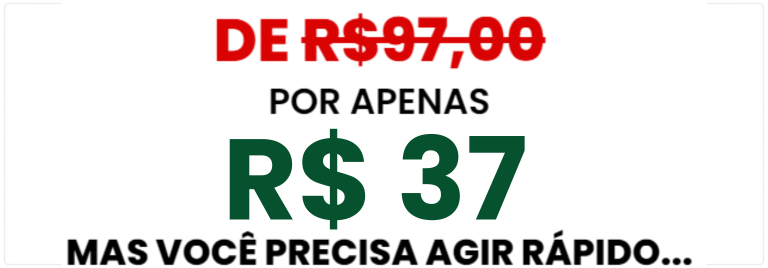 DE R$97,00
POR APENAS
R$ 37
MAS VOCÊ PRECISA AGIR RÁPIDO...